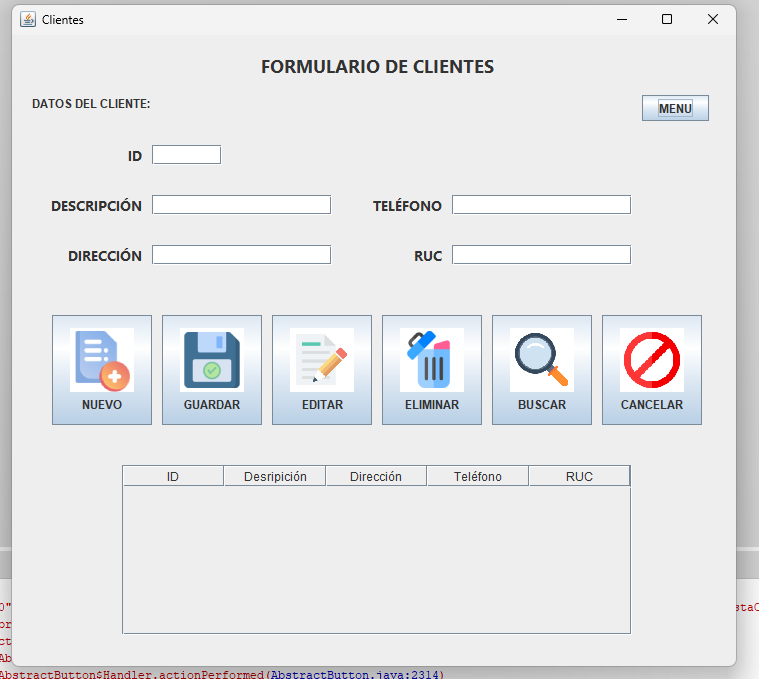 Clientes
FORMULARIO DE CLIENTES
DATOS DEL CLIENTE:
MENU
ID
DESCRIPCIÓN TELÉFONO
DIRECCIÓN RUC
NUEVO GUARDAR EDITAR ELIMINAR BUSCAR CANCELAR
ID Desripición Dirección Teléfono RUC
AbstractButton$Handler.actionPerformed(AbstractButton.java:2314)